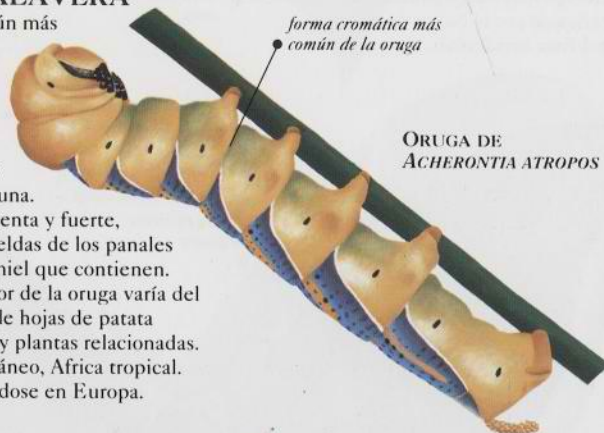 ALAVERA
ún más
forma cromática más
común de la oruga
ORUGA DE
ACHERONTIA ATROPOS
una.
enta y fuerte,
eldas de los panales
miel que contienen.
or de la oruga varía del
de hojas de patata
y plantas relacionadas.
áneo, Africa tropical.
dose en Europa.